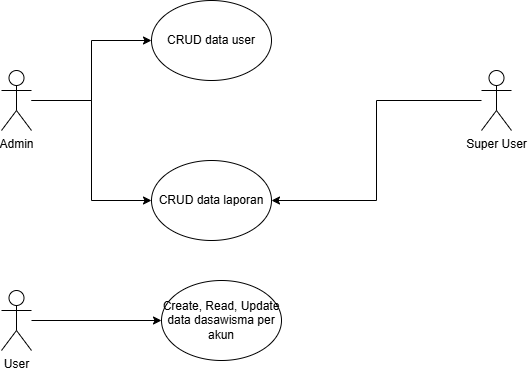 CRUD data user
Admin
Super User
CRUD data laporan
Create, Read, Update
data dasawisma per
akun
User